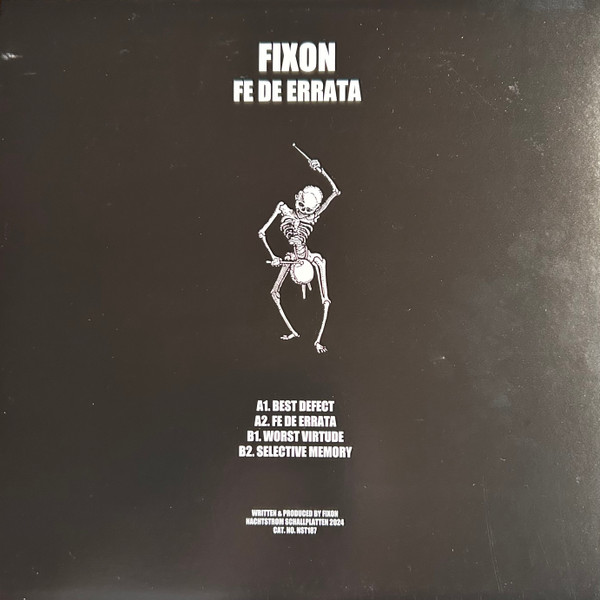 FIXON
FE DE ERRATA
A1. BEST DEFECT
A2. FE DE ERRATA
B1. WORST VIRTUDE
B2. SELECTIVE MEMORY
WRITTEN & PRODUCED BY FIXON
NACHTSTROM SCHALLPLATTEN 2024
CAT. NO. NST187